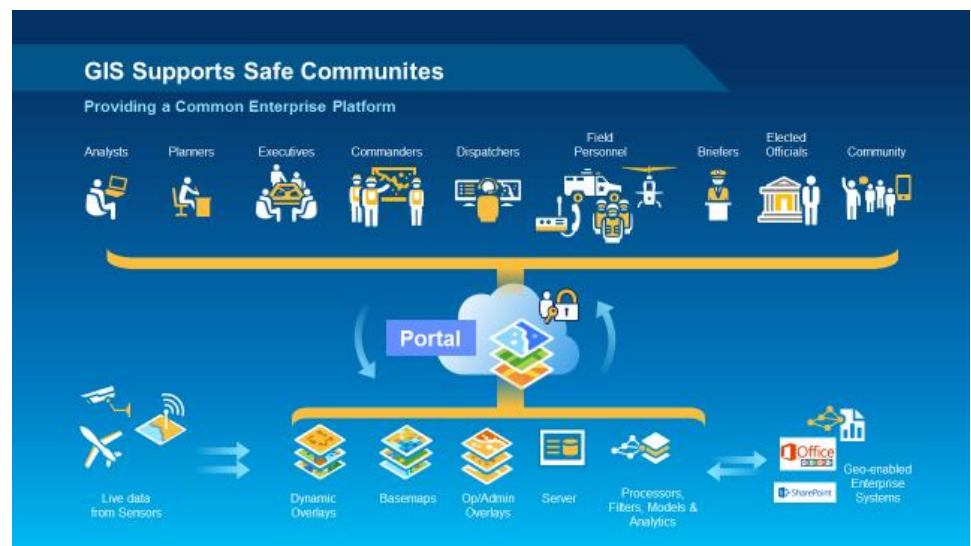 GIS Supports Safe Communites
Providing a Common Enterprise Platform
Analysts
Planners
Executives
Commanders
Dispatchers
Field
Personnel
Briefers
Elected
Officials
Community
Portal
Live data
from Sensors
Dynamic
Overlays
Basemaps
Op/Admin
Overlays
Server
Processors,
Filters, Models &
Analytics
Office
SharePoint
Geo-enabled
Enterprise
Systems